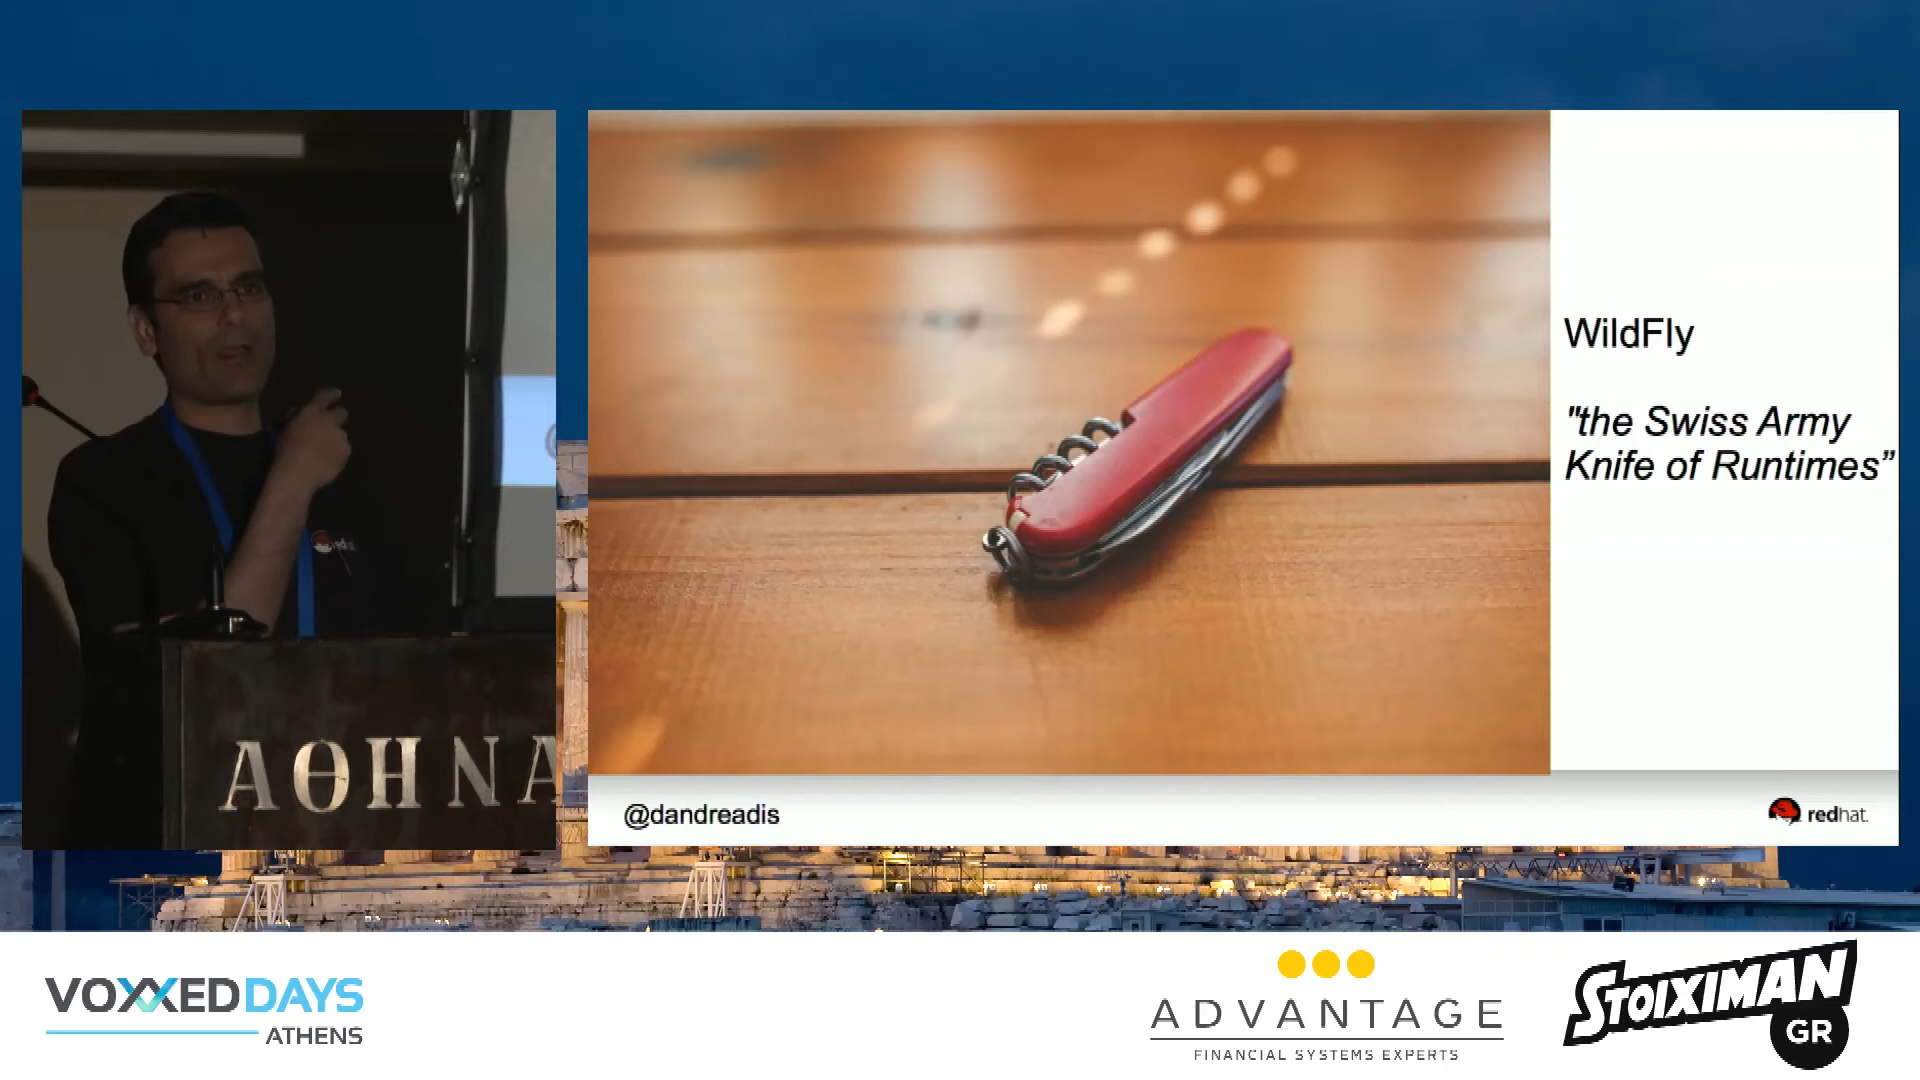 WildFly
"the Swiss Army
Knife of Runtimes”
@dandreadis
redhat.
ΑΘΗΝΑ
VOXXEDDAYS
ATHENS
ADVANTAGE
FINANCIAL SYSTEMS EXPERTS
STOIXIMAN
GR